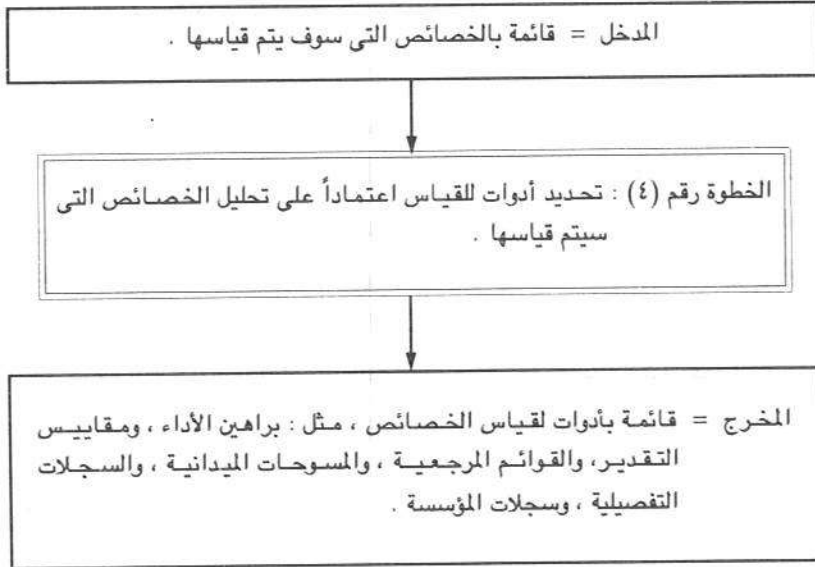 المدخل = قائمة بالخصائص التى سوف يتم قياسها .
الخطوة رقم (٤) : تحديد أدوات للقياس اعتماداً على تحليل الخصائص التى
سيتم قياسها .
المخرج = قائمة بأدوات لقياس الخصائص ، مثل : براهين الأداء ، ومقاييس
التقدير، والقوائم المرجعية ، والمسوحات الميدانية ، والسجلات
التفصيلية ، وسجلات المؤسسة .